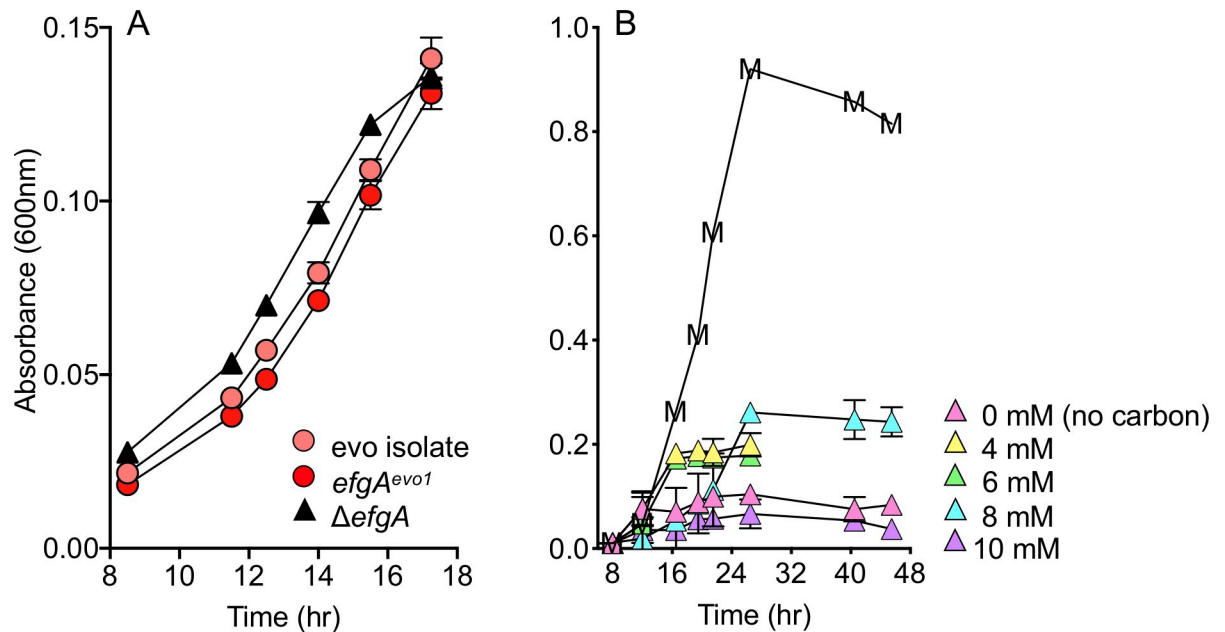 A
B
Absorbance (600nm)
0.15
0.10
0.05
0.00
8
10
12
14
16
18
Time (hr)
evo isolate
efgA^evo1
ΔefgA
1.0
0.8
0.6
0.4
0.2
0.0
8
16
24
32
40
48
Time (hr)
M
M
M
M
M
M
M
M
0 mM (no carbon)
4 mM
6 mM
8 mM
10 mM